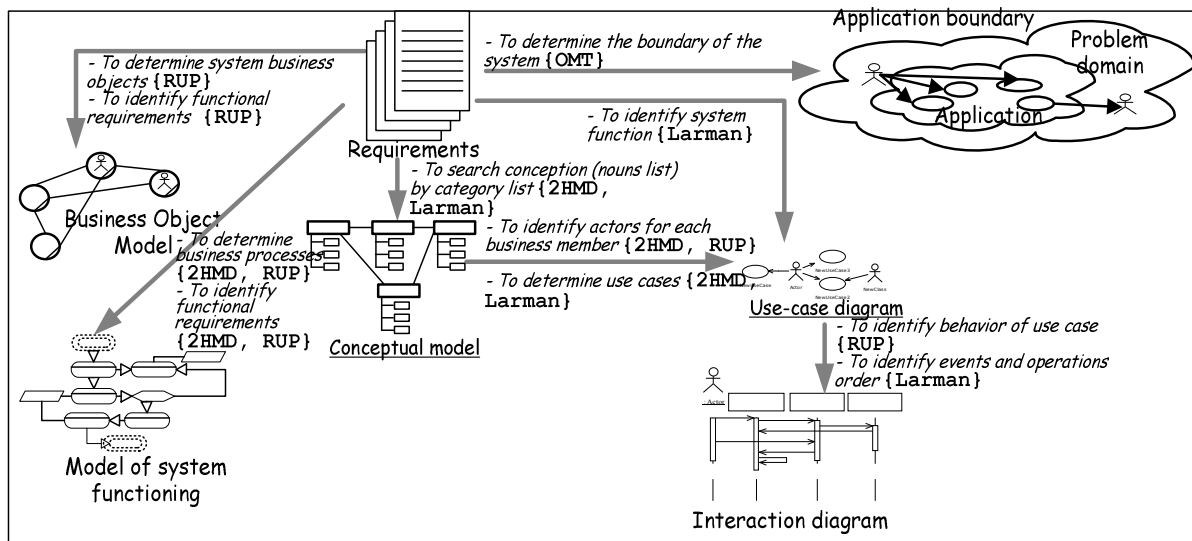 Application boundary
Problem
domain
Application
- To determine the boundary of the
system {OMT}
- To determine system business
objects {RUP}
- To identify functional
requirements {RUP}
- To identify system
function {Larman}
Requirements
- To search conception (nouns list)
by category list {2HMD,
Larman}
Business Object
Model
- To determine
business processes
{2HMD, RUP}
- To identify
functional
requirements
{2HMD, RUP}
- To identify actors for each
business member {2HMD, RUP}
- To determine use cases {2HMD,
Larman}
Conceptual model
NewUseCase3
Actor
NewUseCase2
NewClass
Use-case diagram
- To identify behavior of use case
{RUP}
- To identify events and operations
order {Larman}
: Actor
Model of system
functioning
Interaction diagram